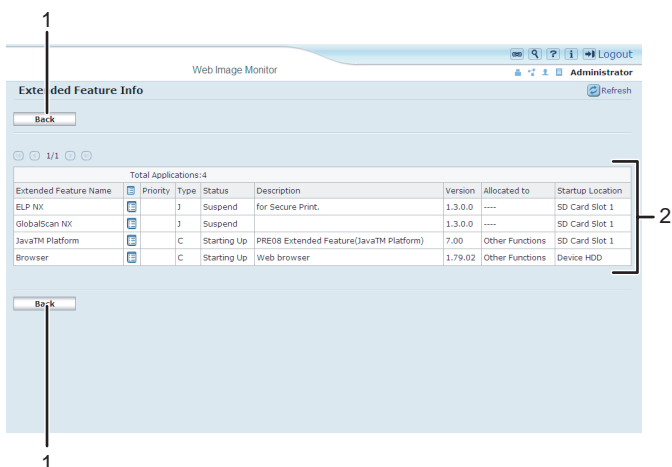 1
Logout
Web Image Monitor
Administrator
Extended Feature Info
Refresh
Back
1/1
Total Applications:4
Extended Feature Name Priority Type Status Description Version Allocated to Startup Location
ELP NX J Suspend for Secure Print. 1.3.0.0 ---- SD Card Slot 1
GlobalScan NX J Suspend 1.3.0.0 ---- SD Card Slot 1
JavaTM Platform C Starting Up PRE08 Extended Feature(JavaTM Platform) 7.00 Other Functions SD Card Slot 1
Browser C Starting Up Web browser 1.79.02 Other Functions Device HDD
2
Back
1